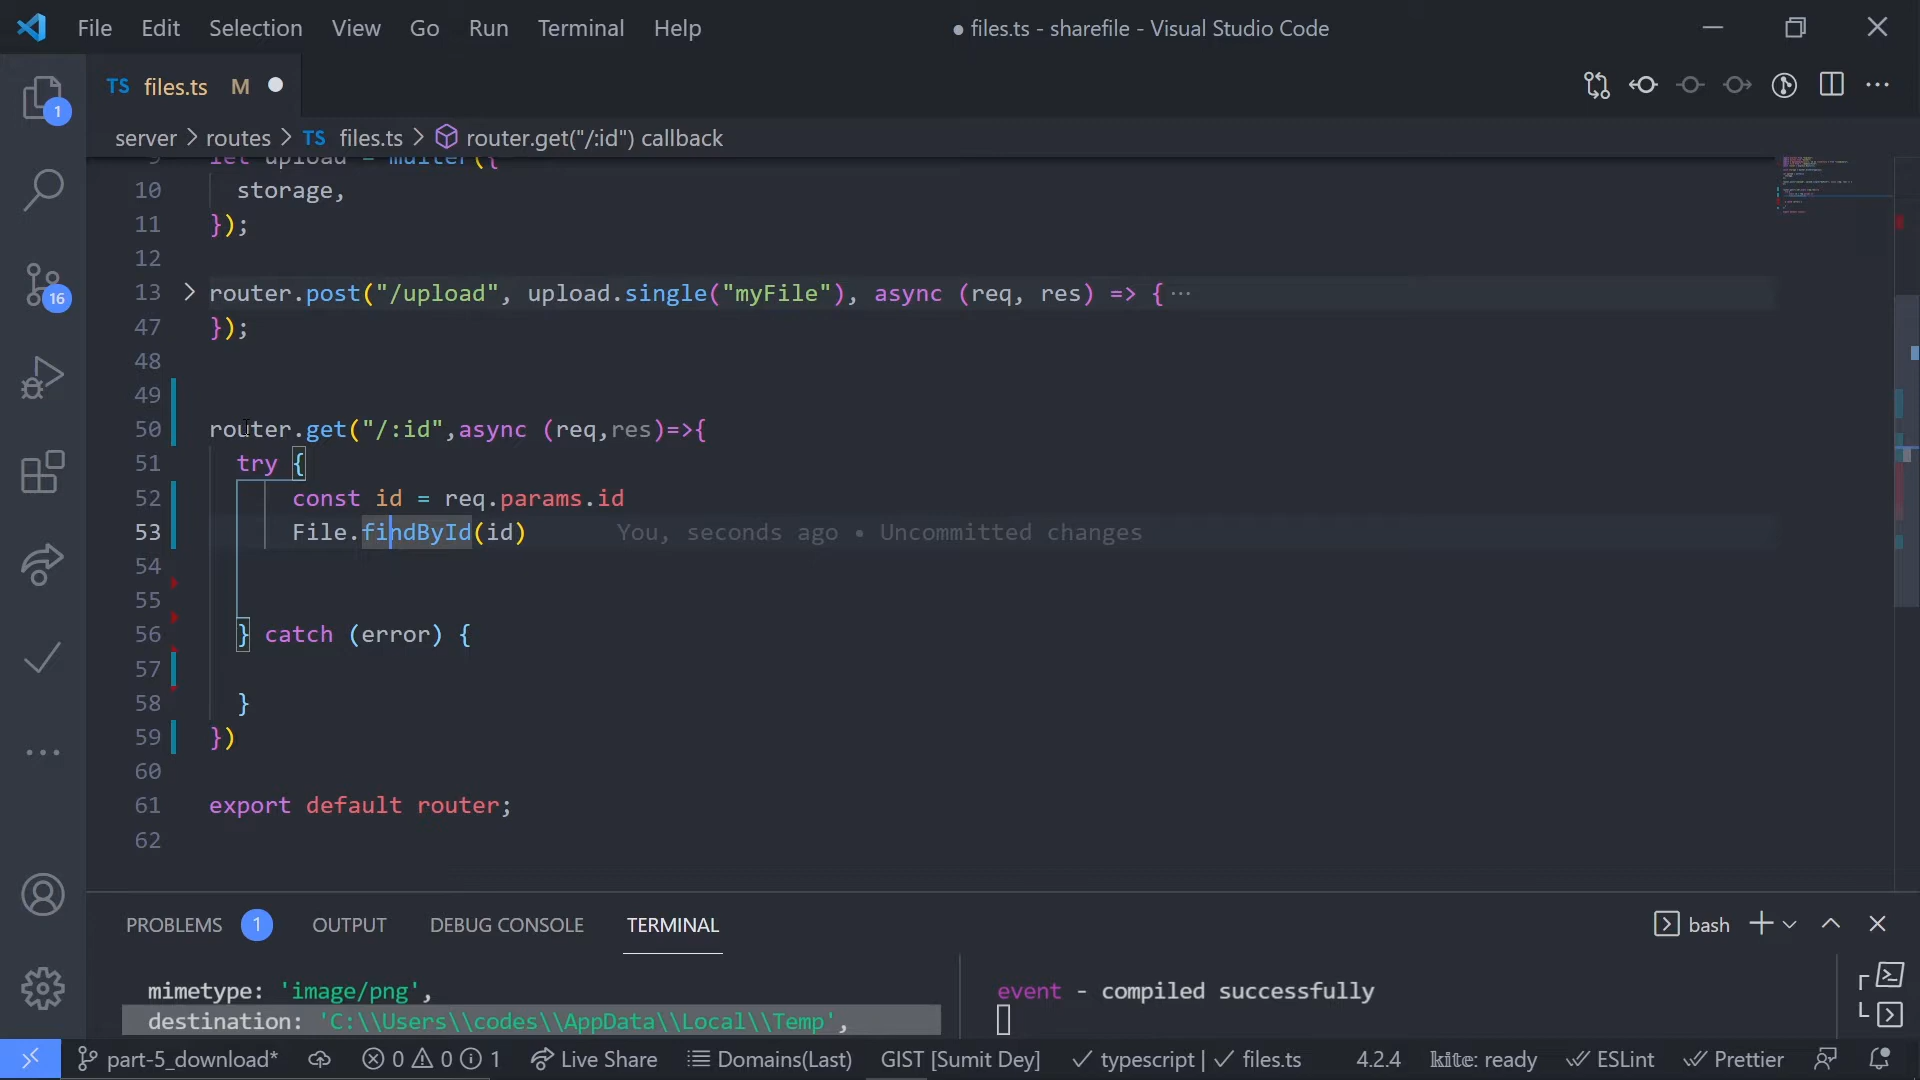 File Edit Selection View Go Run Terminal Help ● files.ts - sharefile - Visual Studio Code
1
TS files.ts M ●
server > routes > TS files.ts > router.get("/:id") callback
9 let upload = multer({
10 storage,
11 });
12
13 router.post("/upload", upload.single("myFile"), async (req, res) => {···
47 });
48
49
50 router.get("/:id",async (req,res)=>{
51 try {
52 const id = req.params.id
53 File.findById(id) You, seconds ago • Uncommitted changes
54
55
56 } catch (error) {
57
58 }
59 })
60
61 export default router;
62
16
PROBLEMS 1 OUTPUT DEBUG CONSOLE TERMINAL bash
mimetype: 'image/png',
destination: 'C:\\Users\\codes\\AppData\\Local\\Temp',
event - compiled successfully
part-5_download* 0 0 1 Live Share Domains(Last) GIST [Sumit Dey] ✓ typescript | ✓ files.ts 4.2.4 kite: ready ESLint Prettier